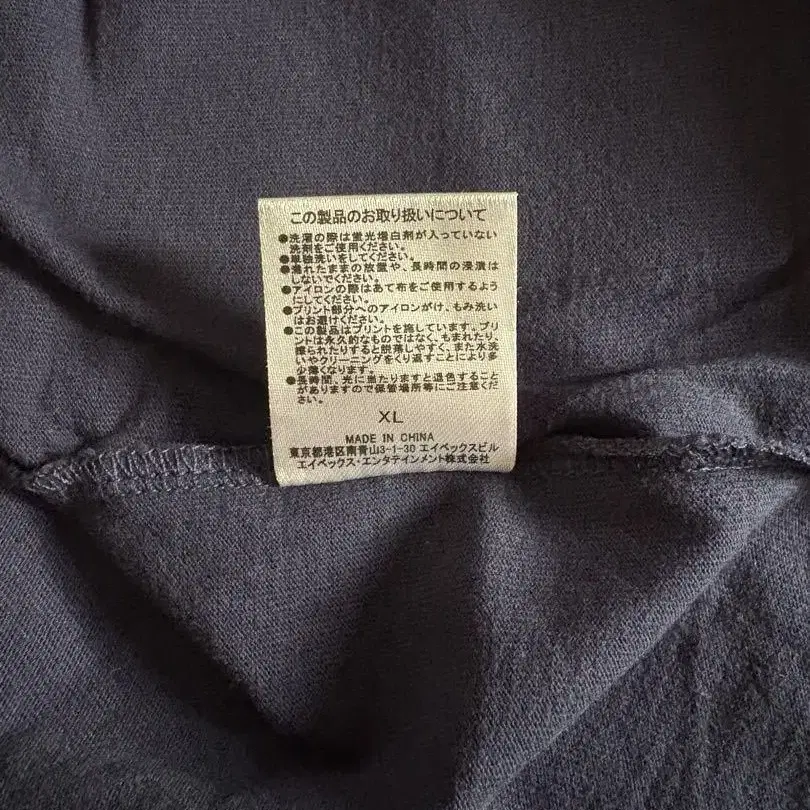 この製品のお取り扱いについて
●洗濯の際は蛍光増白剤が入っていない
洗剤をご使用ください。
●単独洗いをしてください。
●濡れたままの放置や、長時間の浸漬は
しないでください。
●アイロンの際はあて布をご使用するよう
にしてください。
●プリント部分へのアイロンがけ、もみ洗い
はお避けください。
●この製品はプリントを施しています。プリ
ントは永久的なものではなく、もまれたり、
擦られたりすると脱落しやすく、また水洗
いやクリーニングをくり返すことにより多
少薄くなります。
●長時間、光に当たりますと退色すること
がありますので保管場所等にご注意くだ
さい。
XL
MADE IN CHINA
東京都港区南青山3-1-30 エイベックスビル
エイベックス・エンタテインメント株式会社